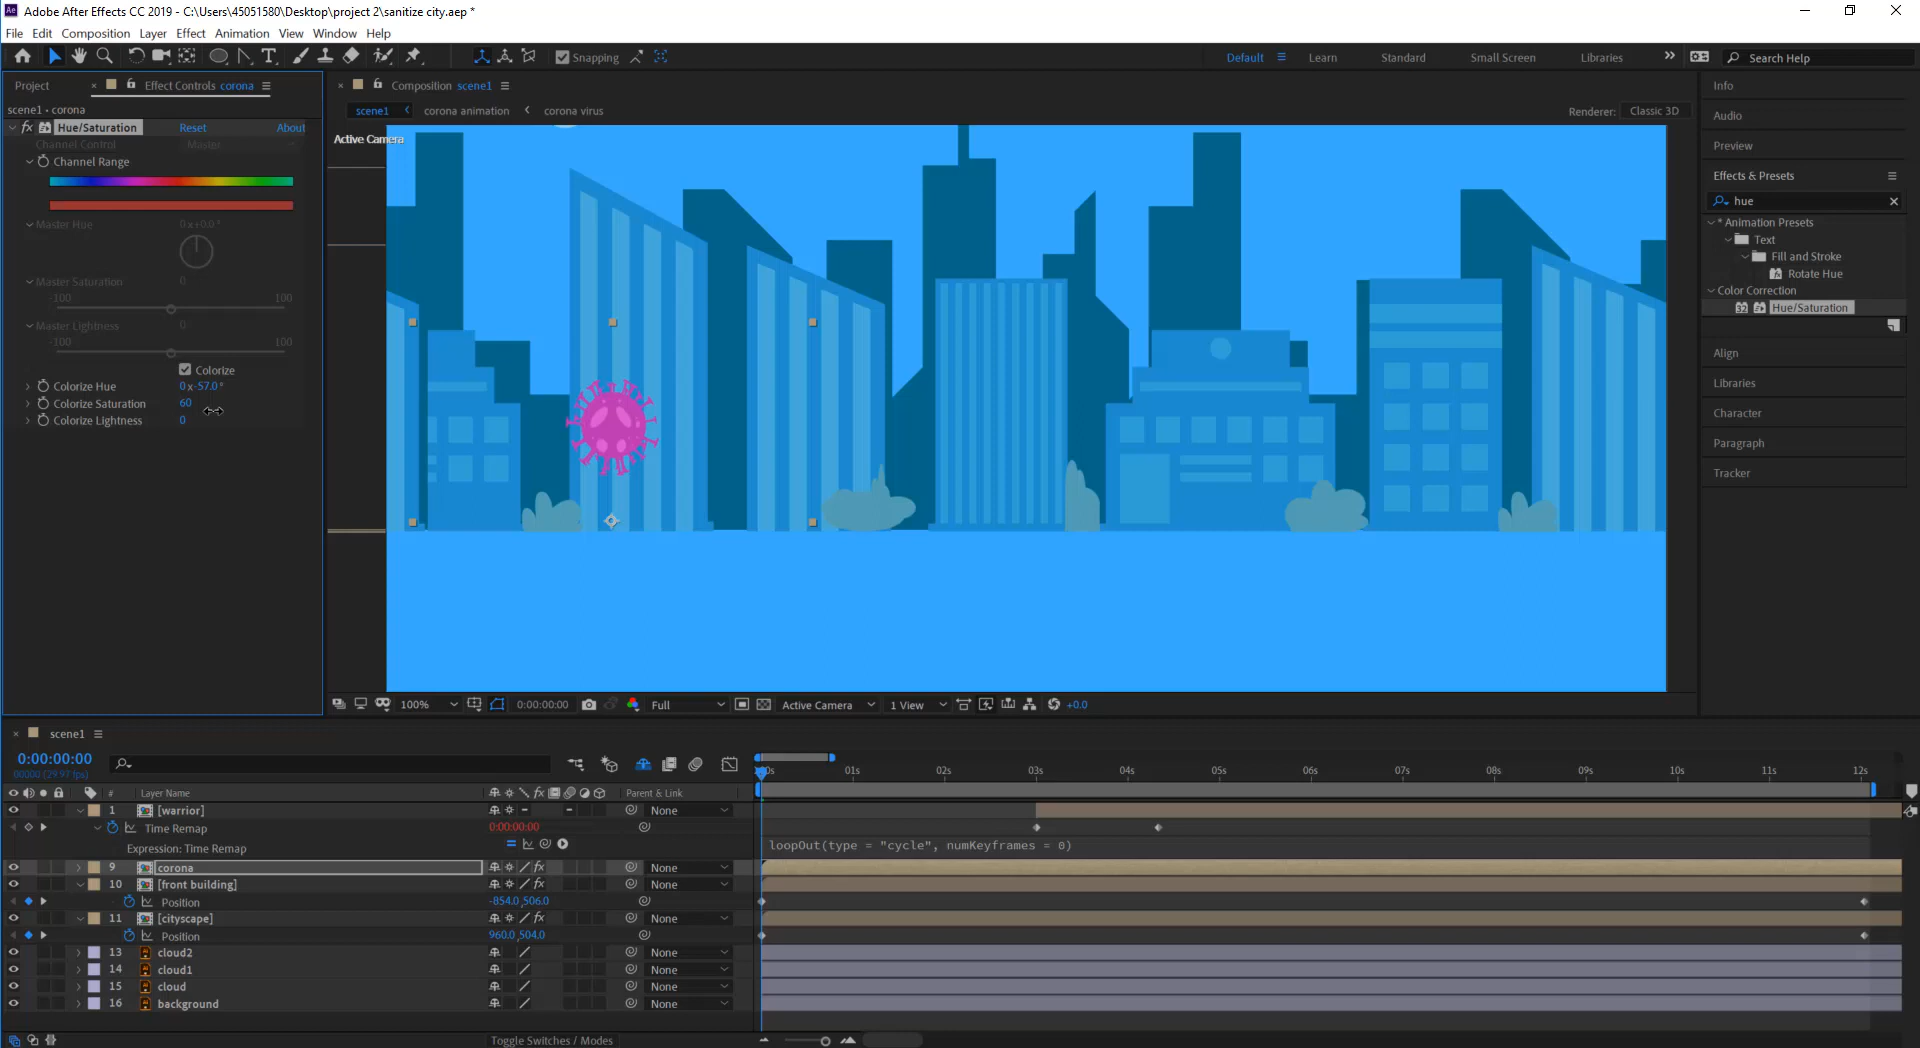 Adobe After Effects CC 2019 - C:\Users\45051580\Desktop\project 2\sanitize city.aep *
File Edit Composition Layer Effect Animation View Window Help
Snapping
Default Learn Standard Small Screen Libraries
Search Help
Project
Effect Controls corona
scene1 • corona
fx Hue/Saturation Reset About
Channel Control Master
Channel Range
Master Hue 0 x+0.0°
Master Saturation 0
-100 100
Master Lightness 0
-100 100
Colorize
Colorize Hue 0 x-57.0°
Colorize Saturation 60
Colorize Lightness 0
Composition scene1
scene1 corona animation corona virus
Renderer: Classic 3D
Active Camera
100% 0:00:00:00 Full Active Camera 1 View +0.0
Info
Audio
Preview
Effects & Presets
hue
* Animation Presets
Text
Fill and Stroke
Rotate Hue
Color Correction
32 Hue/Saturation
Align
Libraries
Character
Paragraph
Tracker
scene1
0:00:00:00
00000 (29.97 fps)
01s 02s 03s 04s 05s 06s 07s 08s 09s 10s 11s 12s
# Layer Name fx Parent & Link
1 [warrior] None
Time Remap 0:00:00:00
Expression: Time Remap
loopOut(type = "cycle", numKeyframes = 0)
9 corona fx None
10 [front building] fx None
Position -854.0,506.0
11 [cityscape] fx None
Position 960.0,504.0
13 cloud2 None
14 cloud1 None
15 cloud None
16 background None
Toggle Switches / Modes